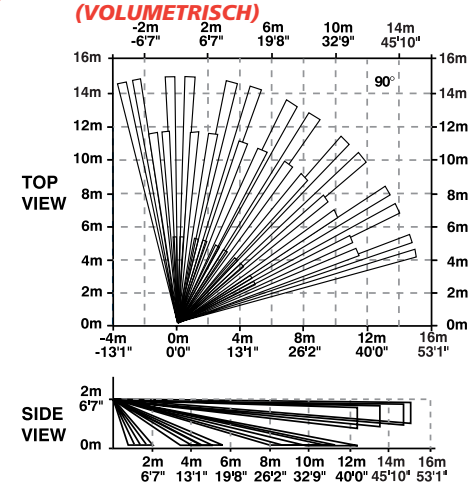 (VOLUMETRISCH)
-2m 2m 6m 10m 14m
-6'7" 6'7" 19'8" 32'9" 45'10"
16m 16m
90°
14m 14m
12m 12m
10m 10m
TOP
VIEW
8m 8m
6m 6m
4m 4m
2m 2m
0m 0m
-4m 0m 4m 8m 12m 16m
-13'1" 0'0" 13'1" 26'2" 40'0" 53'1"
2m
6'7"
SIDE
VIEW
0m
2m 4m 6m 8m 10m 12m 14m 16m
6'7" 13'1" 19'8" 26'2" 32'9" 40'0" 45'10" 53'1"